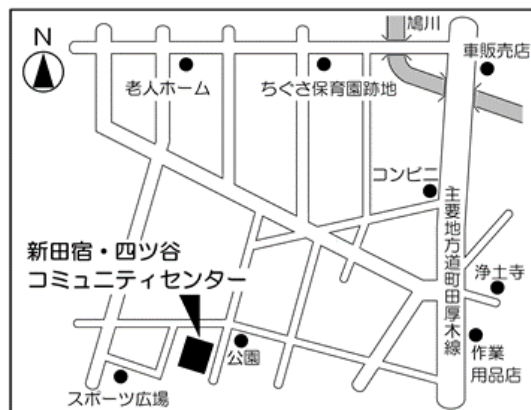 N
鳩川
車販売店
老人ホーム
ちぐさ保育園跡地
コンビニ
主要地方道町田厚木線
新田宿・四ツ谷
コミュニティセンター
浄土寺
公園
作業
用品店
スポーツ広場